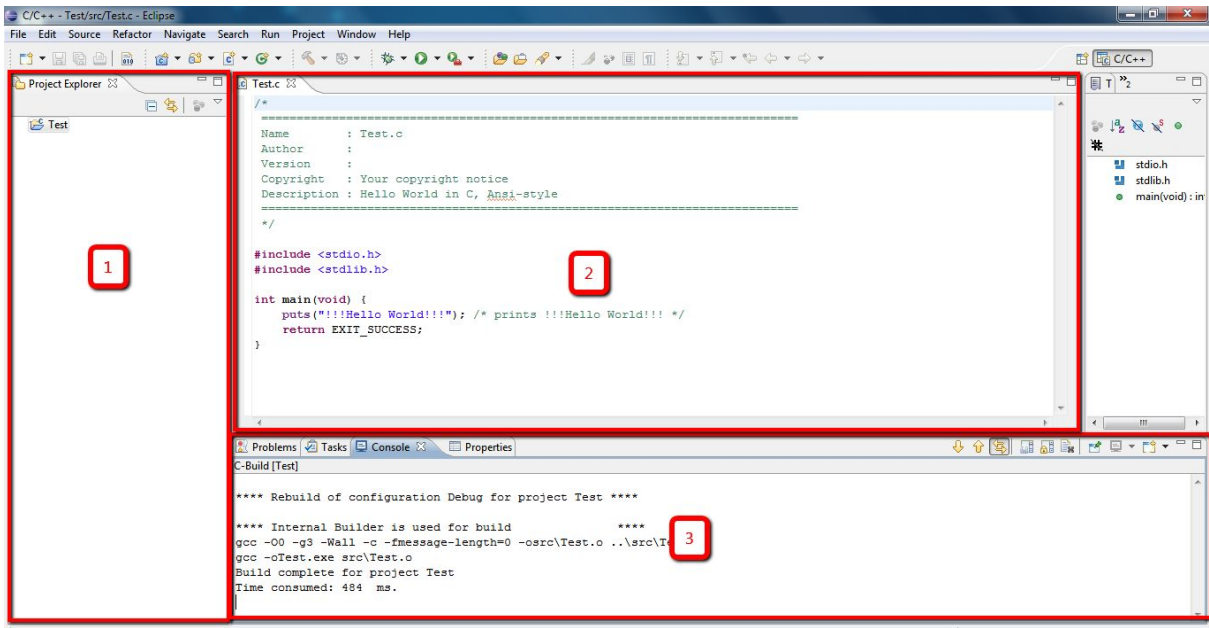 C/C++ - Test/src/Test.c - Eclipse
File Edit Source Refactor Navigate Search Run Project Window Help
C/C++
Project Explorer
Test
1
Test.c
/*
============================================================================
Name        : Test.c
Author      :
Version     :
Copyright   : Your copyright notice
Description : Hello World in C, Ansi-style
============================================================================
*/
#include <stdio.h>
#include <stdlib.h>
int main(void) {
puts("!!!Hello World!!!"); /* prints !!!Hello World!!! */
return EXIT_SUCCESS;
}
2
T »2
stdio.h
stdlib.h
main(void) : in
Problems Tasks Console Properties
C-Build [Test]
**** Rebuild of configuration Debug for project Test ****
**** Internal Builder is used for build               ****
gcc -O0 -g3 -Wall -c -fmessage-length=0 -osrc\Test.o ..\src\Te
gcc -oTest.exe src\Test.o
Build complete for project Test
Time consumed: 484  ms.
3